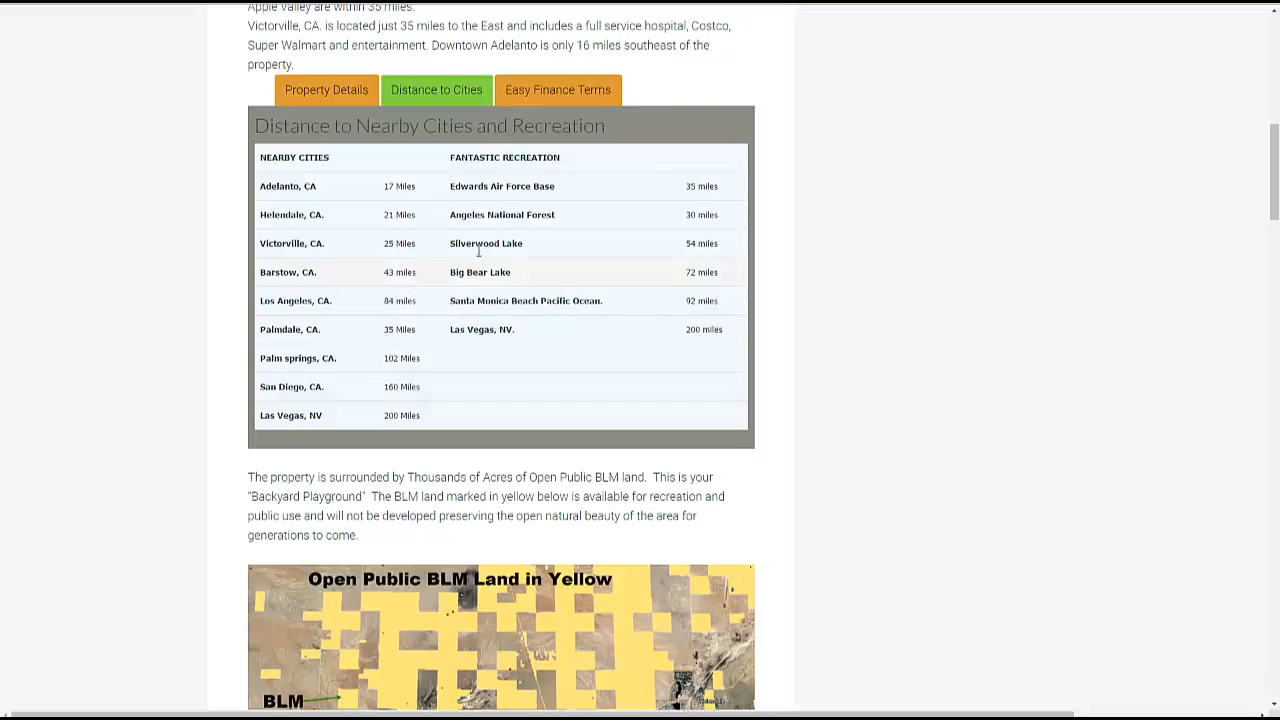 Apple Valley are within 35 miles.
Victorville, CA. is located just 35 miles to the East and includes a full service hospital, Costco,
Super Walmart and entertainment. Downtown Adelanto is only 16 miles southeast of the
property.
Property Details
Distance to Cities
Easy Finance Terms
Distance to Nearby Cities and Recreation
NEARBY CITIES FANTASTIC RECREATION
Adelanto, CA 17 Miles Edwards Air Force Base 35 miles
Helendale, CA. 21 Miles Angeles National Forest 30 miles
Victorville, CA. 25 Miles Silverwood Lake 54 miles
Barstow, CA. 43 miles Big Bear Lake 72 miles
Los Angeles, CA. 84 miles Santa Monica Beach Pacific Ocean. 92 miles
Palmdale, CA. 35 Miles Las Vegas, NV. 200 miles
Palm springs, CA. 102 Miles
San Diego, CA. 160 Miles
Las Vegas, NV 200 Miles
The property is surrounded by Thousands of Acres of Open Public BLM land. This is your
"Backyard Playground" The BLM land marked in yellow below is available for recreation and
public use and will not be developed preserving the open natural beauty of the area for
generations to come.
Open Public BLM Land in Yellow
BLM